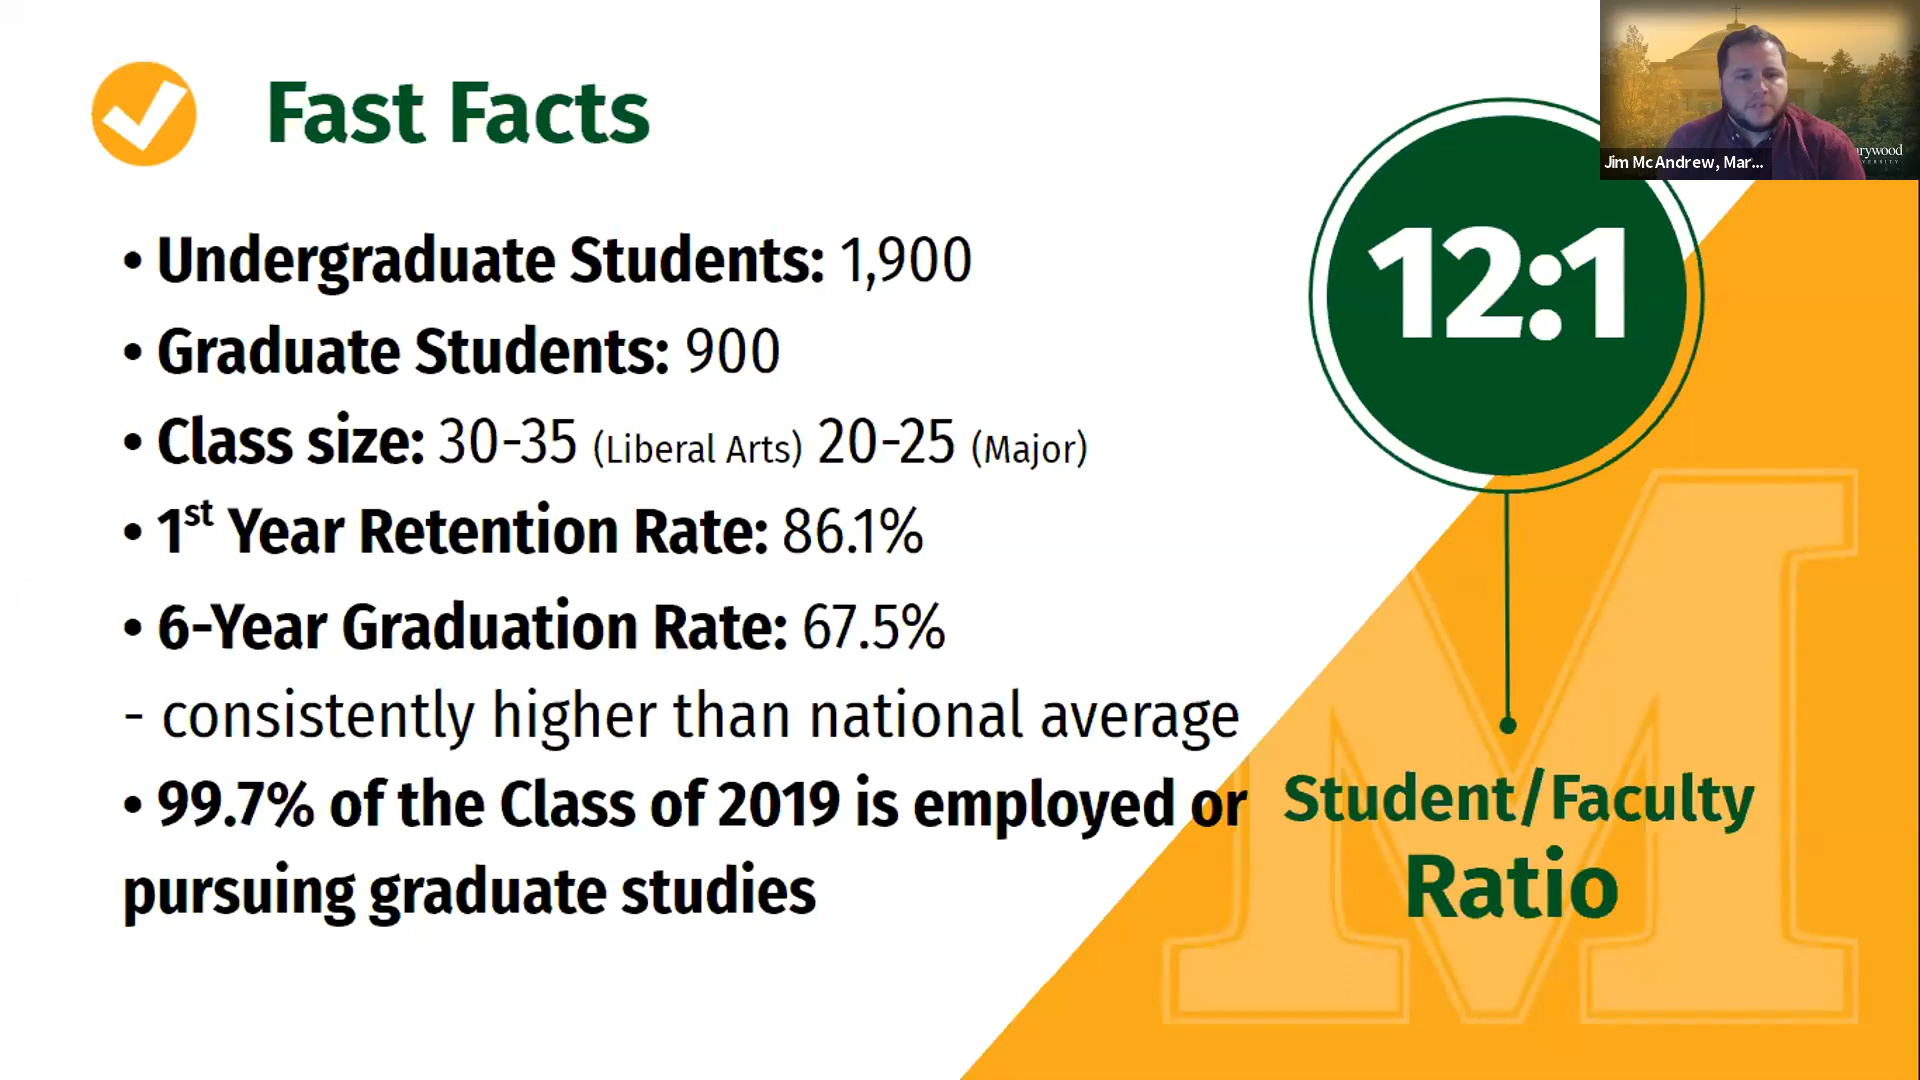 Fast Facts
• Undergraduate Students: 1,900
• Graduate Students: 900
• Class size: 30-35 (Liberal Arts) 20-25 (Major)
• 1st Year Retention Rate: 86.1%
• 6-Year Graduation Rate: 67.5%
- consistently higher than national average
• 99.7% of the Class of 2019 is employed or
pursuing graduate studies
12:1
Student/Faculty
Ratio
Jim McAndrew, Mar...
rywood
VERSITY
M